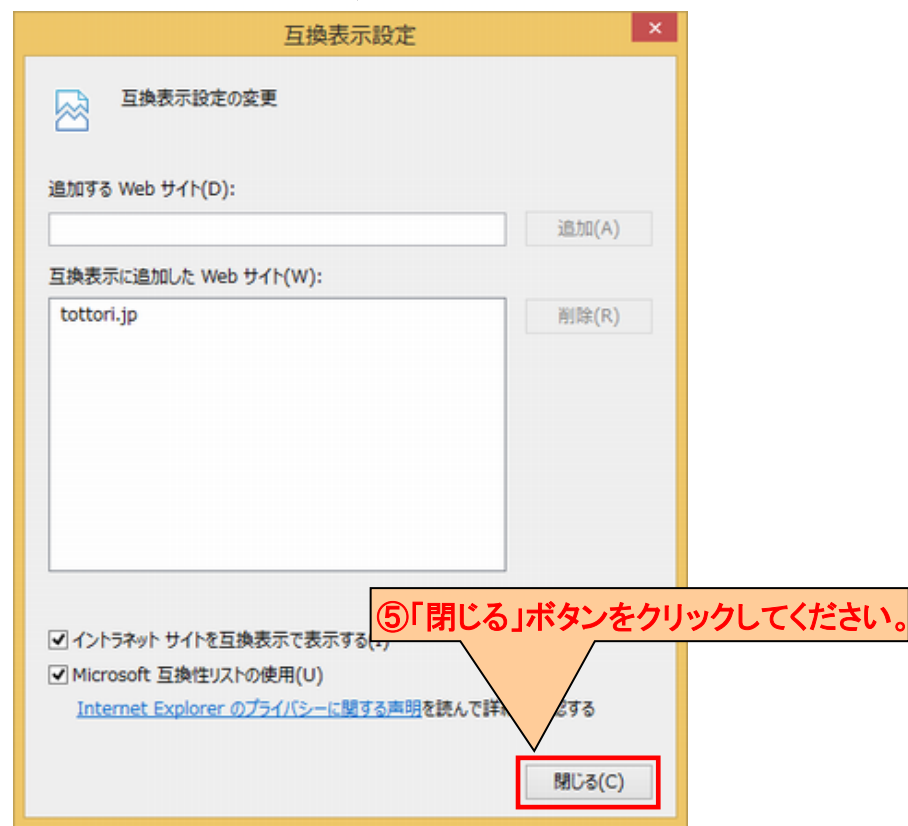 互換表示設定
互換表示設定の変更
追加する Web サイト(D):
追加(A)
互換表示に追加した Web サイト(W):
tottori.jp
削除(R)
⑤「閉じる」ボタンをクリックしてください。
イントラネット サイトを互換表示で表示する(I)
Microsoft 互換性リストの使用(U)
Internet Explorer のプライバシーに関する声明を読んで詳 する
閉じる(C)